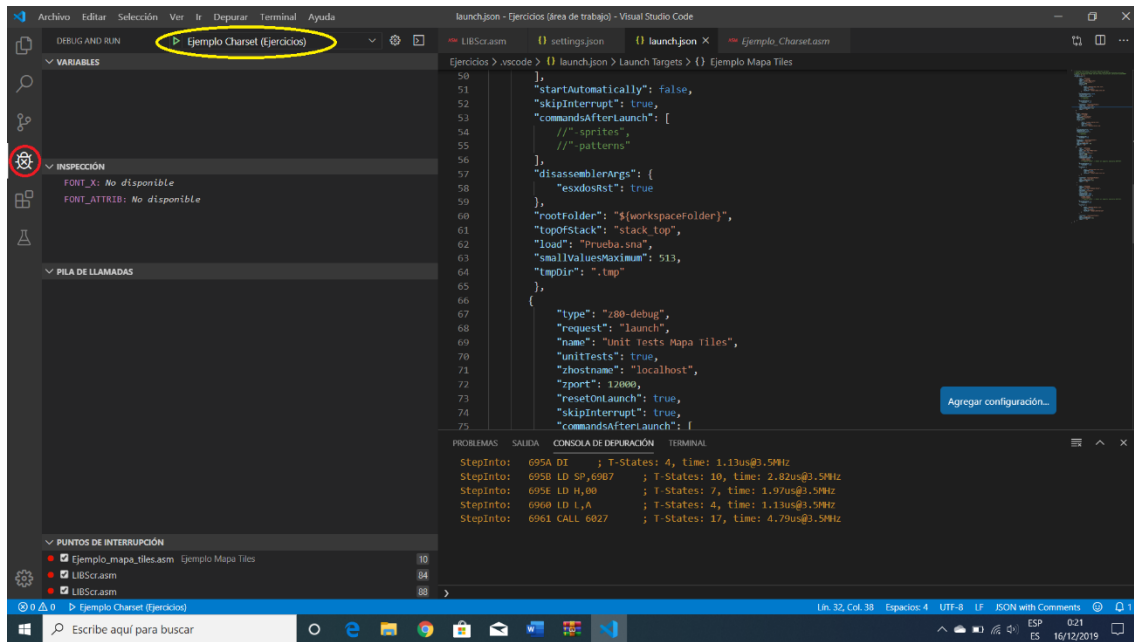 Archivo Editar Selección Ver Ir Depurar Terminal Ayuda
launch.json - Ejercicios (área de trabajo) - Visual Studio Code
DEBUG AND RUN
Ejemplo Charset (Ejercicios)
VARIABLES
INSPECCIÓN
FONT_X: No disponible
FONT_ATTRIB: No disponible
PILA DE LLAMADAS
PUNTOS DE INTERRUPCIÓN
Ejemplo_mapa_tiles.asm Ejemplo Mapa Tiles 10
LIBScr.asm 84
LIBScr.asm 88
LIBScr.asm {} settings.json {} launch.json × Ejemplo_Charset.asm
Ejercicios > .vscode > {} launch.json > Launch Targets > {} Ejemplo Mapa Tiles
50 ],
51 "startAutomatically": false,
52 "skipInterrupt": true,
53 "commandsAfterLaunch": [
54 //"-sprites",
55 //"-patterns"
56 ],
57 "disassemblerArgs": {
58 "esxdosRst": true
59 },
60 "rootFolder": "${workspaceFolder}",
61 "topOfStack": "stack_top",
62 "load": "Prueba.sna",
63 "smallValuesMaximum": 513,
64 "tmpDir": ".tmp"
65 },
66 {
67 "type": "z80-debug",
68 "request": "launch",
69 "name": "Unit Tests Mapa Tiles",
70 "unitTests": true,
71 "zhostname": "localhost",
72 "zport": 12000,
73 "resetOnLaunch": true,
74 "skipInterrupt": true,
75 "commandsAfterLaunch": [
Agregar configuración...
PROBLEMAS SALIDA CONSOLA DE DEPURACIÓN TERMINAL
StepInto: 695A DI ; T-States: 4, time: 1.13us@3.5MHz
StepInto: 695B LD SP,69B7 ; T-States: 10, time: 2.82us@3.5MHz
StepInto: 695E LD H,00 ; T-States: 7, time: 1.97us@3.5MHz
StepInto: 6960 LD L,A ; T-States: 4, time: 1.13us@3.5MHz
StepInto: 6961 CALL 6027 ; T-States: 17, time: 4.79us@3.5MHz
0 0 Ejemplo Charset (Ejercicios)
Lín. 32, Col. 38 Espacios: 4 UTF-8 LF JSON with Comments 1
Escribe aquí para buscar
ESP 0:21
ES 16/12/2019